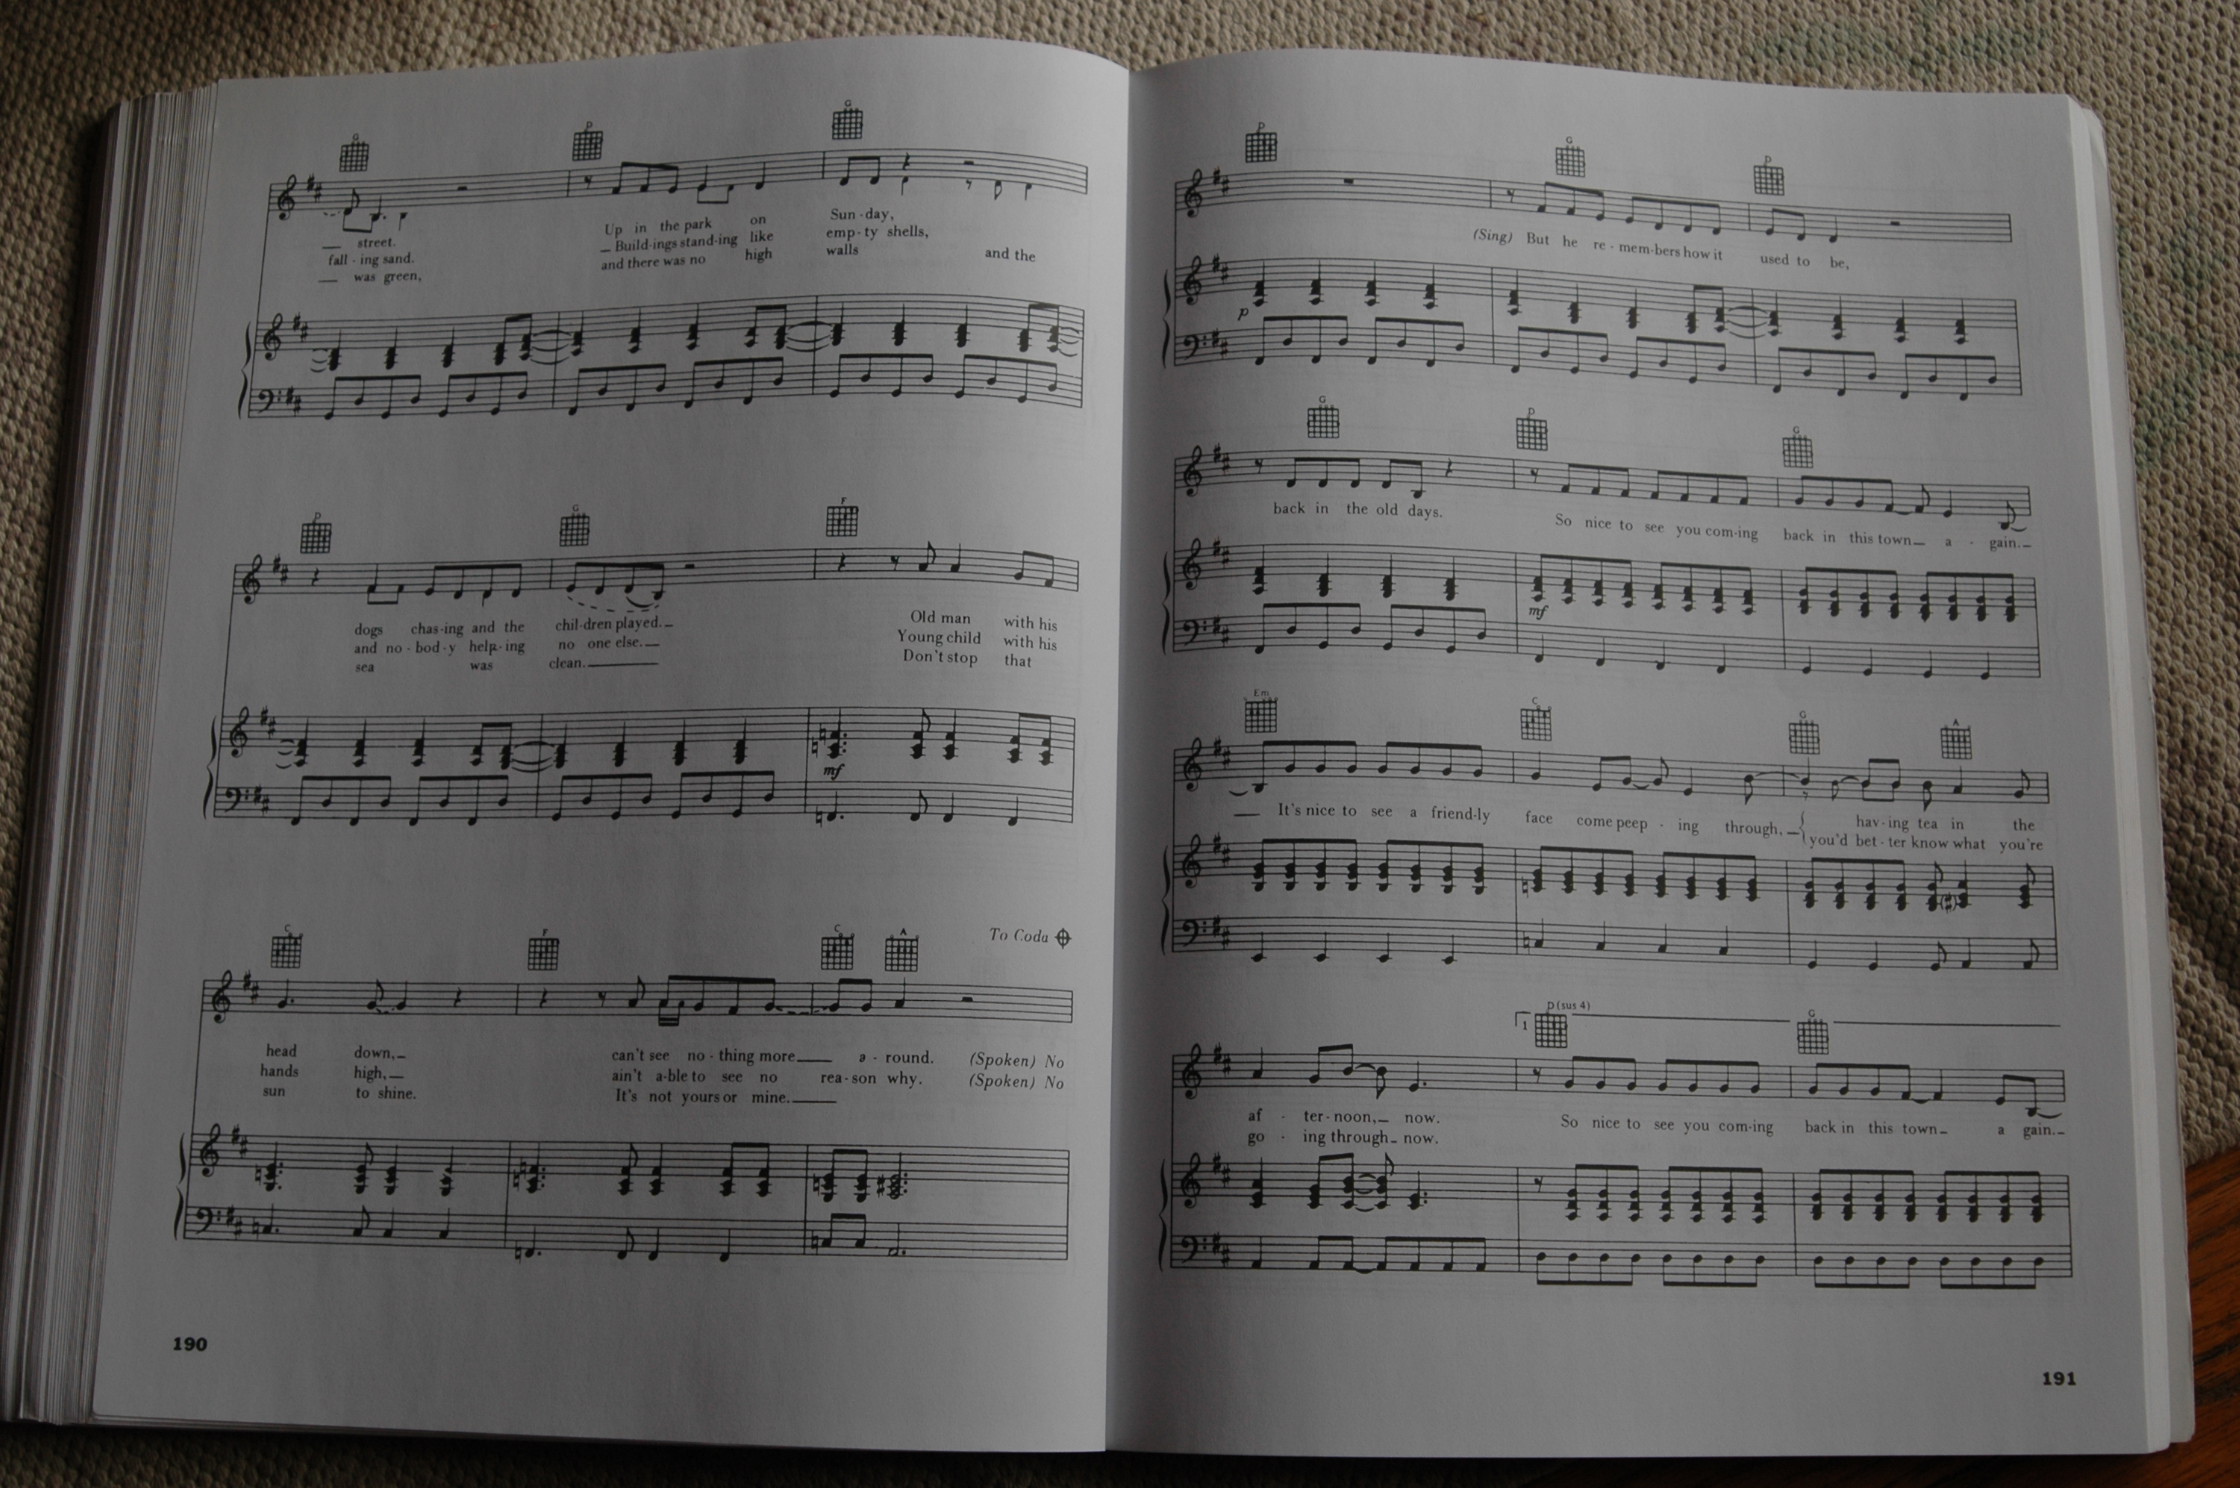 G D G
street. Up in the park on Sun-day, and the
fall-ing sand. Build-ings stand-ing like emp-ty shells,
was green, and there was no high walls
D G F
dogs chas-ing and the chil-dren played. Old man with his
and no-bod-y help-ing no one else. Young child with his
sea was clean. Don't stop that
To Coda
C F C A
head down, can't see no-thing more a-round. (Spoken) No
hands high, ain't a-ble to see no rea-son why. (Spoken) No
sun to shine. It's not yours or mine.
mf
190
D G D
(Sing) But he re-mem-bers how it used to be,
p
G D G
back in the old days. So nice to see you com-ing back in this town a-gain.
mf
Em C G A
It's nice to see a friend-ly face come peep-ing through, hav-ing tea in the
you'd bet-ter know what you're
1 D(sus 4) G
af-ter-noon, now. So nice to see you com-ing back in this town a-gain.
go-ing through now.
191